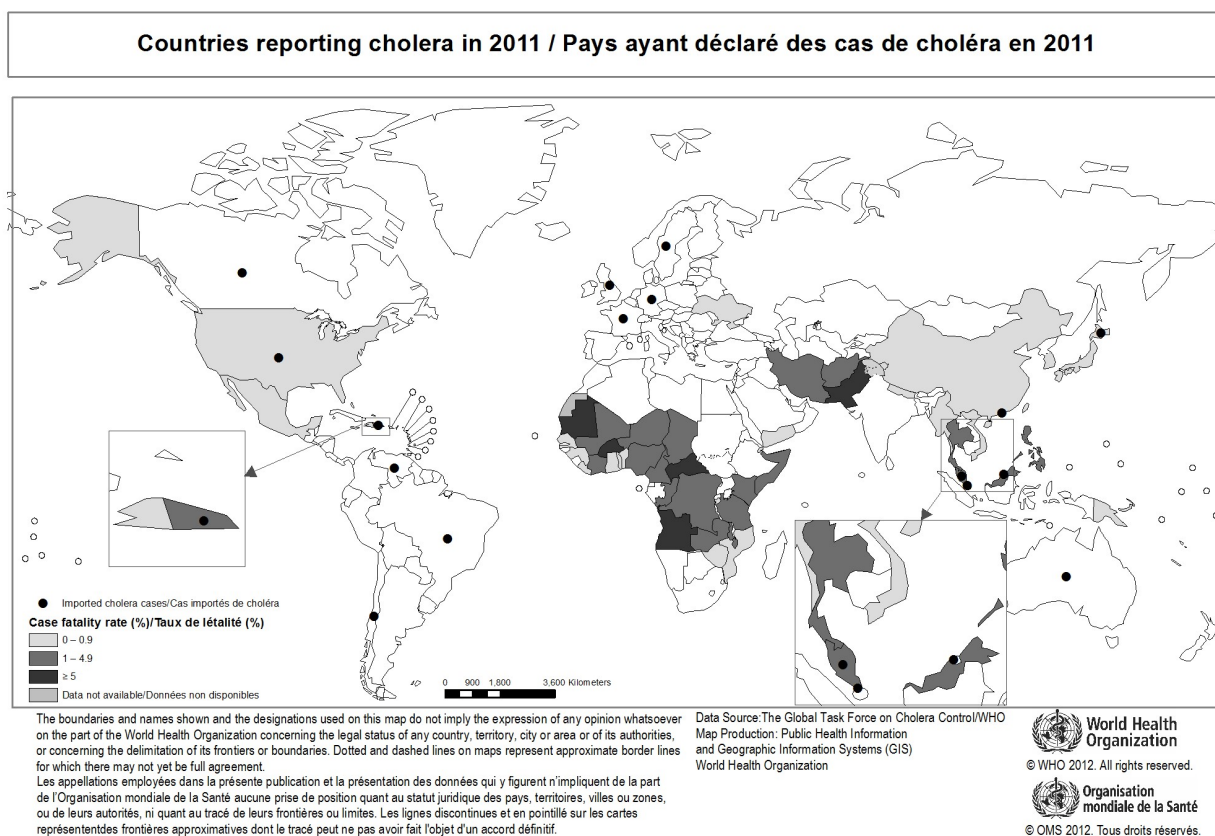 Countries reporting cholera in 2011 / Pays ayant déclaré des cas de choléra en 2011
Imported cholera cases/Cas importés de choléra
Case fatality rate (%)/Taux de létalité (%)
0 – 0.9
1 – 4.9
≥ 5
Data not available/Données non disponibles
0 900 1,800 3,600 Kilometers
The boundaries and names shown and the designations used on this map do not imply the expression of any opinion whatsoever
on the part of the World Health Organization concerning the legal status of any country, territory, city or area or of its authorities,
or concerning the delimitation of its frontiers or boundaries. Dotted and dashed lines on maps represent approximate border lines
for which there may not yet be full agreement.
Les appellations employées dans la présente publication et la présentation des données qui y figurent n'impliquent de la part
de l'Organisation mondiale de la Santé aucune prise de position quant au statut juridique des pays, territoires, villes ou zones,
ou de leurs autorités, ni quant au tracé de leurs frontières ou limites. Les lignes discontinues et en pointillé sur les cartes
représententdes frontières approximatives dont le tracé peut ne pas avoir fait l'objet d'un accord définitif.
Data Source:The Global Task Force on Cholera Control/WHO
Map Production: Public Health Information
and Geographic Information Systems (GIS)
World Health Organization
World Health
Organization
© WHO 2012. All rights reserved.
Organisation
mondiale de la Santé
© OMS 2012. Tous droits réservés.